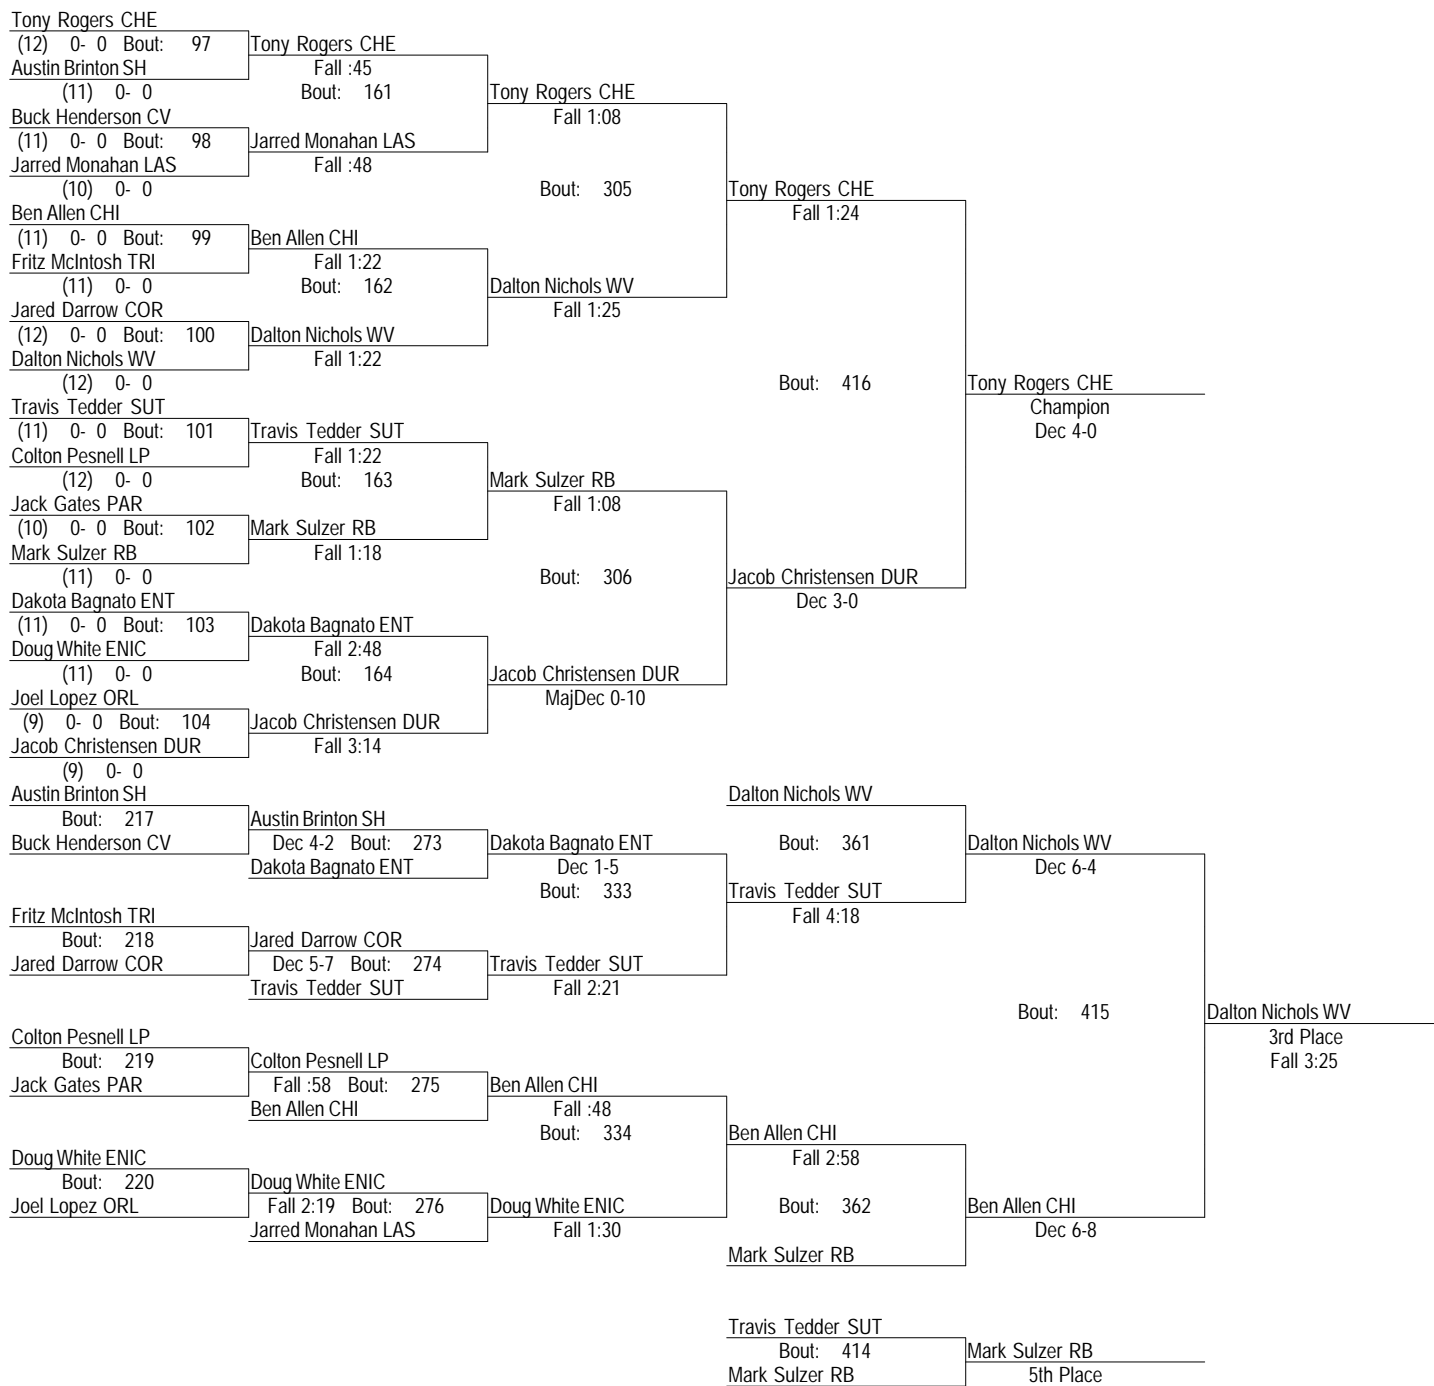 Tony Rogers CHE
(12) 0- 0 Bout: 97 Tony Rogers CHE
Austin Brinton SH Fall :45
(11) 0- 0 Bout: 161 Tony Rogers CHE
Buck Henderson CV Fall 1:08
(11) 0- 0 Bout: 98 Jarred Monahan LAS
Jarred Monahan LAS Fall :48
(10) 0- 0 Bout: 305 Tony Rogers CHE
Ben Allen CHI Fall 1:24
(11) 0- 0 Bout: 99 Ben Allen CHI
Fritz McIntosh TRI Fall 1:22
(11) 0- 0 Bout: 162 Dalton Nichols WV
Jared Darrow COR Fall 1:25
(12) 0- 0 Bout: 100 Dalton Nichols WV
Dalton Nichols WV Fall 1:22
(12) 0- 0 Bout: 416 Tony Rogers CHE
Travis Tedder SUT Champion
(11) 0- 0 Bout: 101 Travis Tedder SUT Dec 4-0
Colton Pesnell LP Fall 1:22
(12) 0- 0 Bout: 163 Mark Sulzer RB
Jack Gates PAR Fall 1:08
(10) 0- 0 Bout: 102 Mark Sulzer RB
Mark Sulzer RB Fall 1:18
(11) 0- 0 Bout: 306 Jacob Christensen DUR
Dakota Bagnato ENT Dec 3-0
(11) 0- 0 Bout: 103 Dakota Bagnato ENT
Doug White ENIC Fall 2:48
(11) 0- 0 Bout: 164 Jacob Christensen DUR
Joel Lopez ORL MajDec 0-10
(9) 0- 0 Bout: 104 Jacob Christensen DUR
Jacob Christensen DUR Fall 3:14
(9) 0- 0
Austin Brinton SH Dalton Nichols WV
Bout: 217 Austin Brinton SH
Buck Henderson CV Dec 4-2 Bout: 273 Dakota Bagnato ENT Bout: 361 Dalton Nichols WV
Dakota Bagnato ENT Dec 1-5 Dec 6-4
Bout: 333 Travis Tedder SUT
Fritz McIntosh TRI Fall 4:18
Bout: 218 Jared Darrow COR
Jared Darrow COR Dec 5-7 Bout: 274 Travis Tedder SUT
Travis Tedder SUT Fall 2:21
Bout: 415 Dalton Nichols WV
Colton Pesnell LP 3rd Place
Bout: 219 Colton Pesnell LP Fall 3:25
Jack Gates PAR Fall :58 Bout: 275 Ben Allen CHI
Ben Allen CHI Fall :48
Bout: 334 Ben Allen CHI
Doug White ENIC Fall 2:58
Bout: 220 Doug White ENIC
Joel Lopez ORL Fall 2:19 Bout: 276 Doug White ENIC Bout: 362 Ben Allen CHI
Jarred Monahan LAS Fall 1:30 Dec 6-8
Mark Sulzer RB
Travis Tedder SUT
Bout: 414 Mark Sulzer RB
Mark Sulzer RB 5th Place